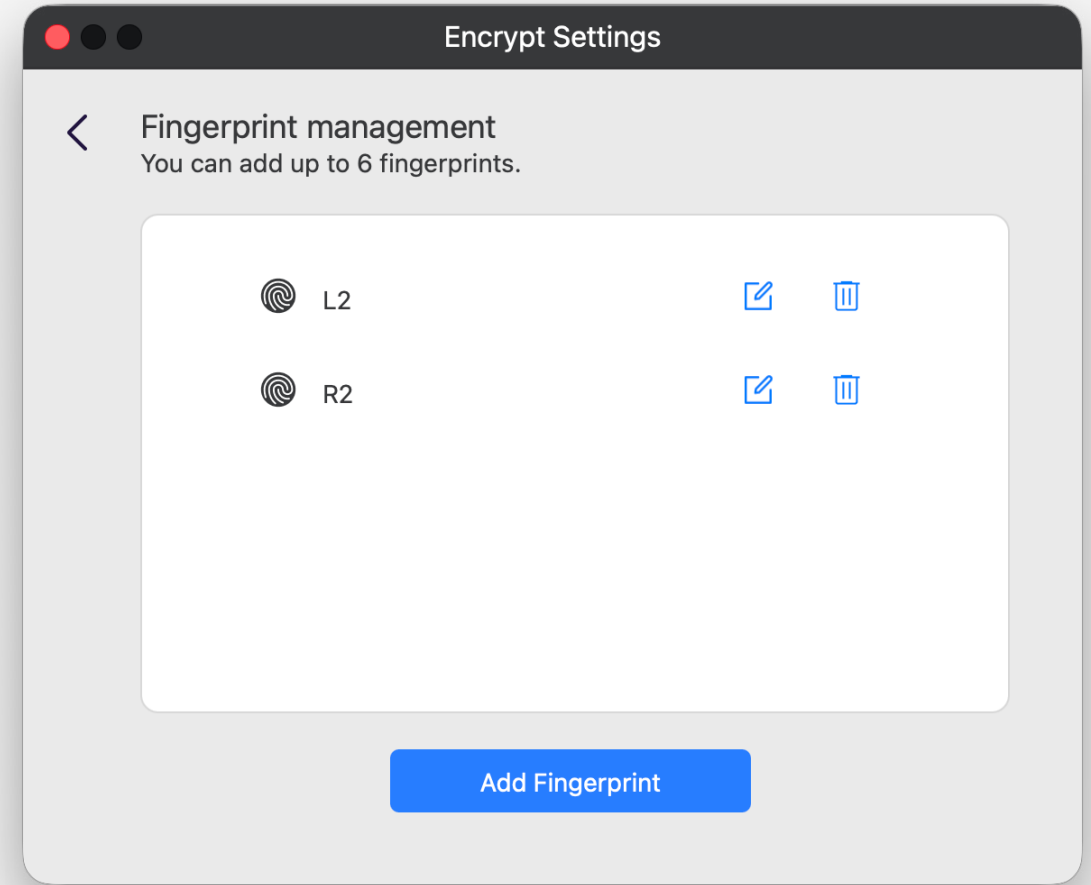 Encrypt Settings
Fingerprint management
You can add up to 6 fingerprints.
L2
R2
Add Fingerprint